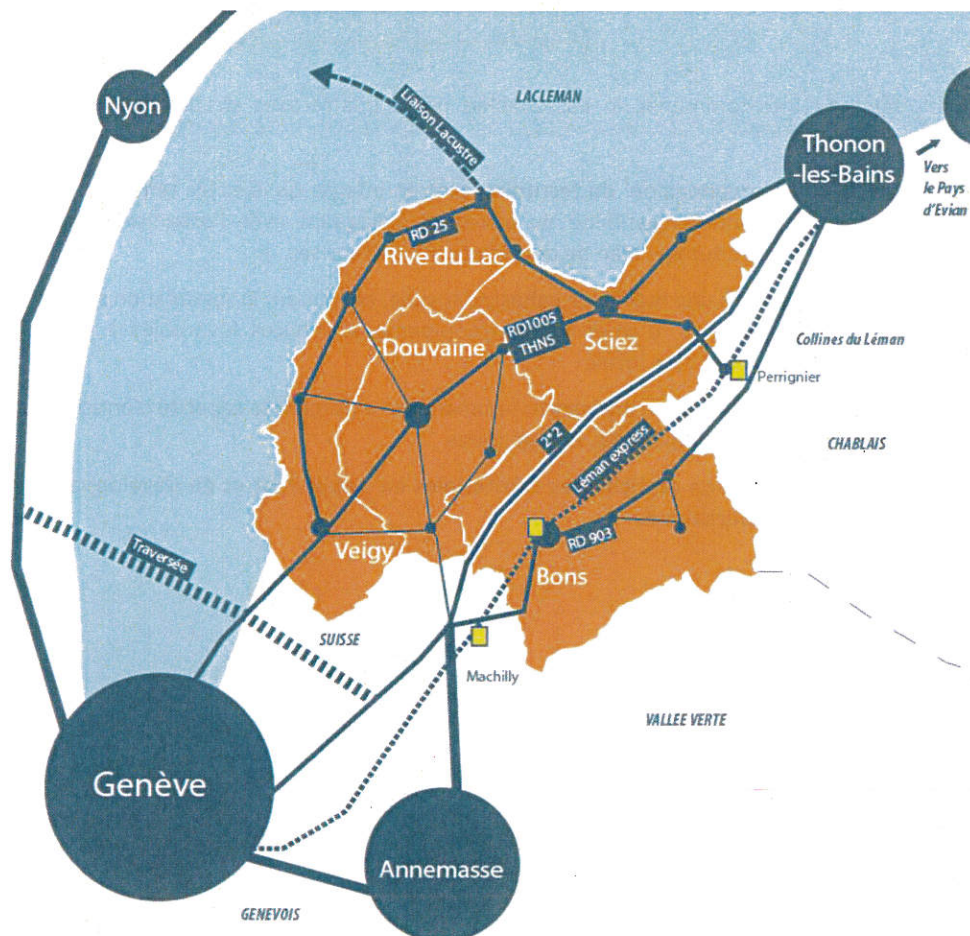 Nyon
LACLEMAN
Liaison Lacustre
Thonon
-les-Bains
Vers
le Pays
d'Evian
RD 25
Rive du Lac
RD1005
THNS
Douvaine
Sciez
Collines du Léman
Perrignier
2*2
Léman express
CHABLAIS
Traversée
Veigy
RD 903
Bons
SUISSE
Machilly
VALLEE VERTE
Genève
Annemasse
GENEVOIS